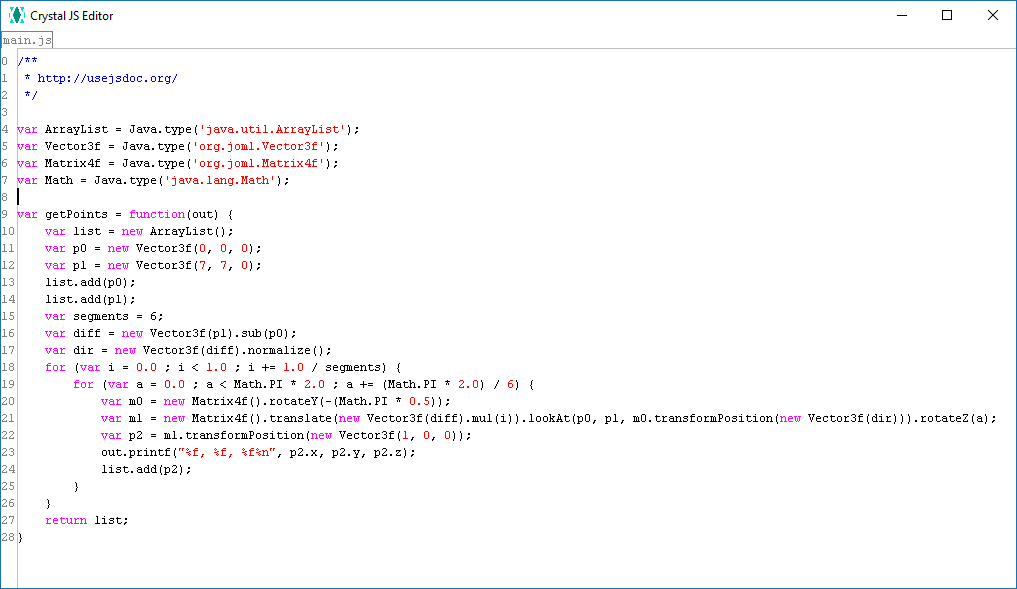 Crystal JS Editor
main.js
0 /**
1  * http://usejsdoc.org/
2  */
3
4 var ArrayList = Java.type('java.util.ArrayList');
5 var Vector3f = Java.type('org.joml.Vector3f');
6 var Matrix4f = Java.type('org.joml.Matrix4f');
7 var Math = Java.type('java.lang.Math');
8
9 var getPoints = function(out) {
10     var list = new ArrayList();
11     var p0 = new Vector3f(0, 0, 0);
12     var p1 = new Vector3f(7, 7, 0);
13     list.add(p0);
14     list.add(p1);
15     var segments = 6;
16     var diff = new Vector3f(p1).sub(p0);
17     var dir = new Vector3f(diff).normalize();
18     for (var i = 0.0 ; i < 1.0 ; i += 1.0 / segments) {
19         for (var a = 0.0 ; a < Math.PI * 2.0 ; a += (Math.PI * 2.0) / 6) {
20             var m0 = new Matrix4f().rotateY(-(Math.PI * 0.5));
21             var m1 = new Matrix4f().translate(new Vector3f(diff).mul(i)).lookAt(p0, p1, m0.transformPosition(new Vector3f(dir))).rotateZ(a);
22             var p2 = m1.transformPosition(new Vector3f(1, 0, 0));
23             out.printf("%f, %f, %f%n", p2.x, p2.y, p2.z);
24             list.add(p2);
25         }
26     }
27     return list;
28 }